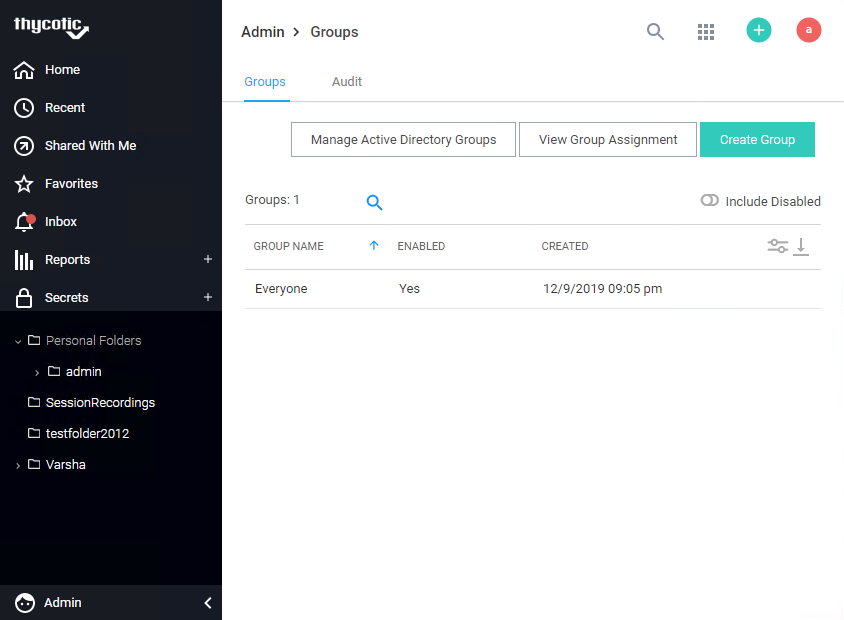 thycotic
Home
Recent
Shared With Me
Favorites
Inbox
Reports +
Secrets +
Personal Folders
admin
SessionRecordings
testfolder2012
Varsha
Admin
Admin > Groups
+
a
Groups Audit
Manage Active Directory Groups View Group Assignment Create Group
Groups: 1 Include Disabled
GROUP NAME ENABLED CREATED
Everyone Yes 12/9/2019 09:05 pm